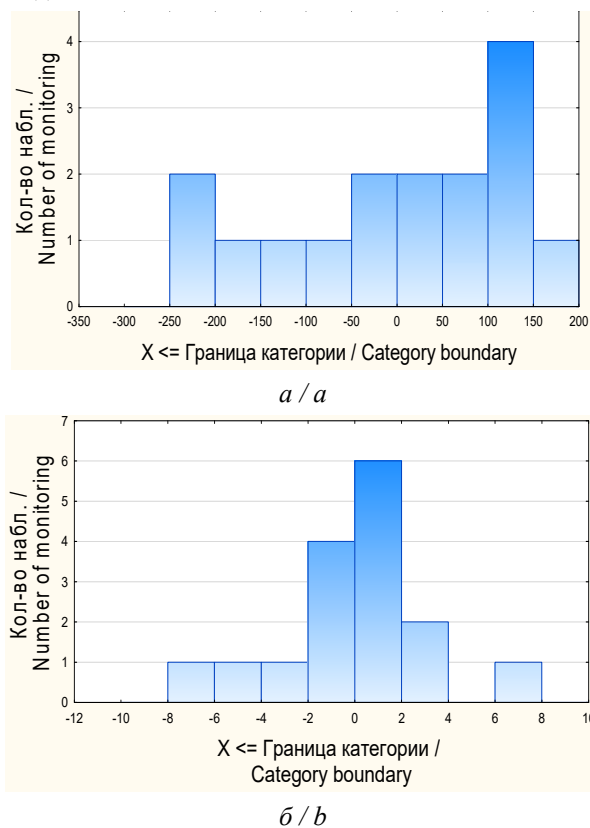 4
3
2
1
0
Кол-во набл. /
Number of monitoring
-350 -300 -250 -200 -150 -100 -50 0 50 100 150 200
X <= Граница категории / Category boundary
а / a
7
6
5
4
3
2
1
0
Кол-во набл. /
Number of monitoring
-12 -10 -8 -6 -4 -2 0 2 4 6 8 10
X <= Граница категории /
Category boundary
б / b